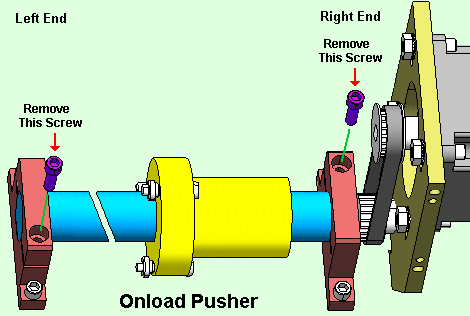 Left End
Right End
Remove
This Screw
Remove
This Screw
Onload Pusher